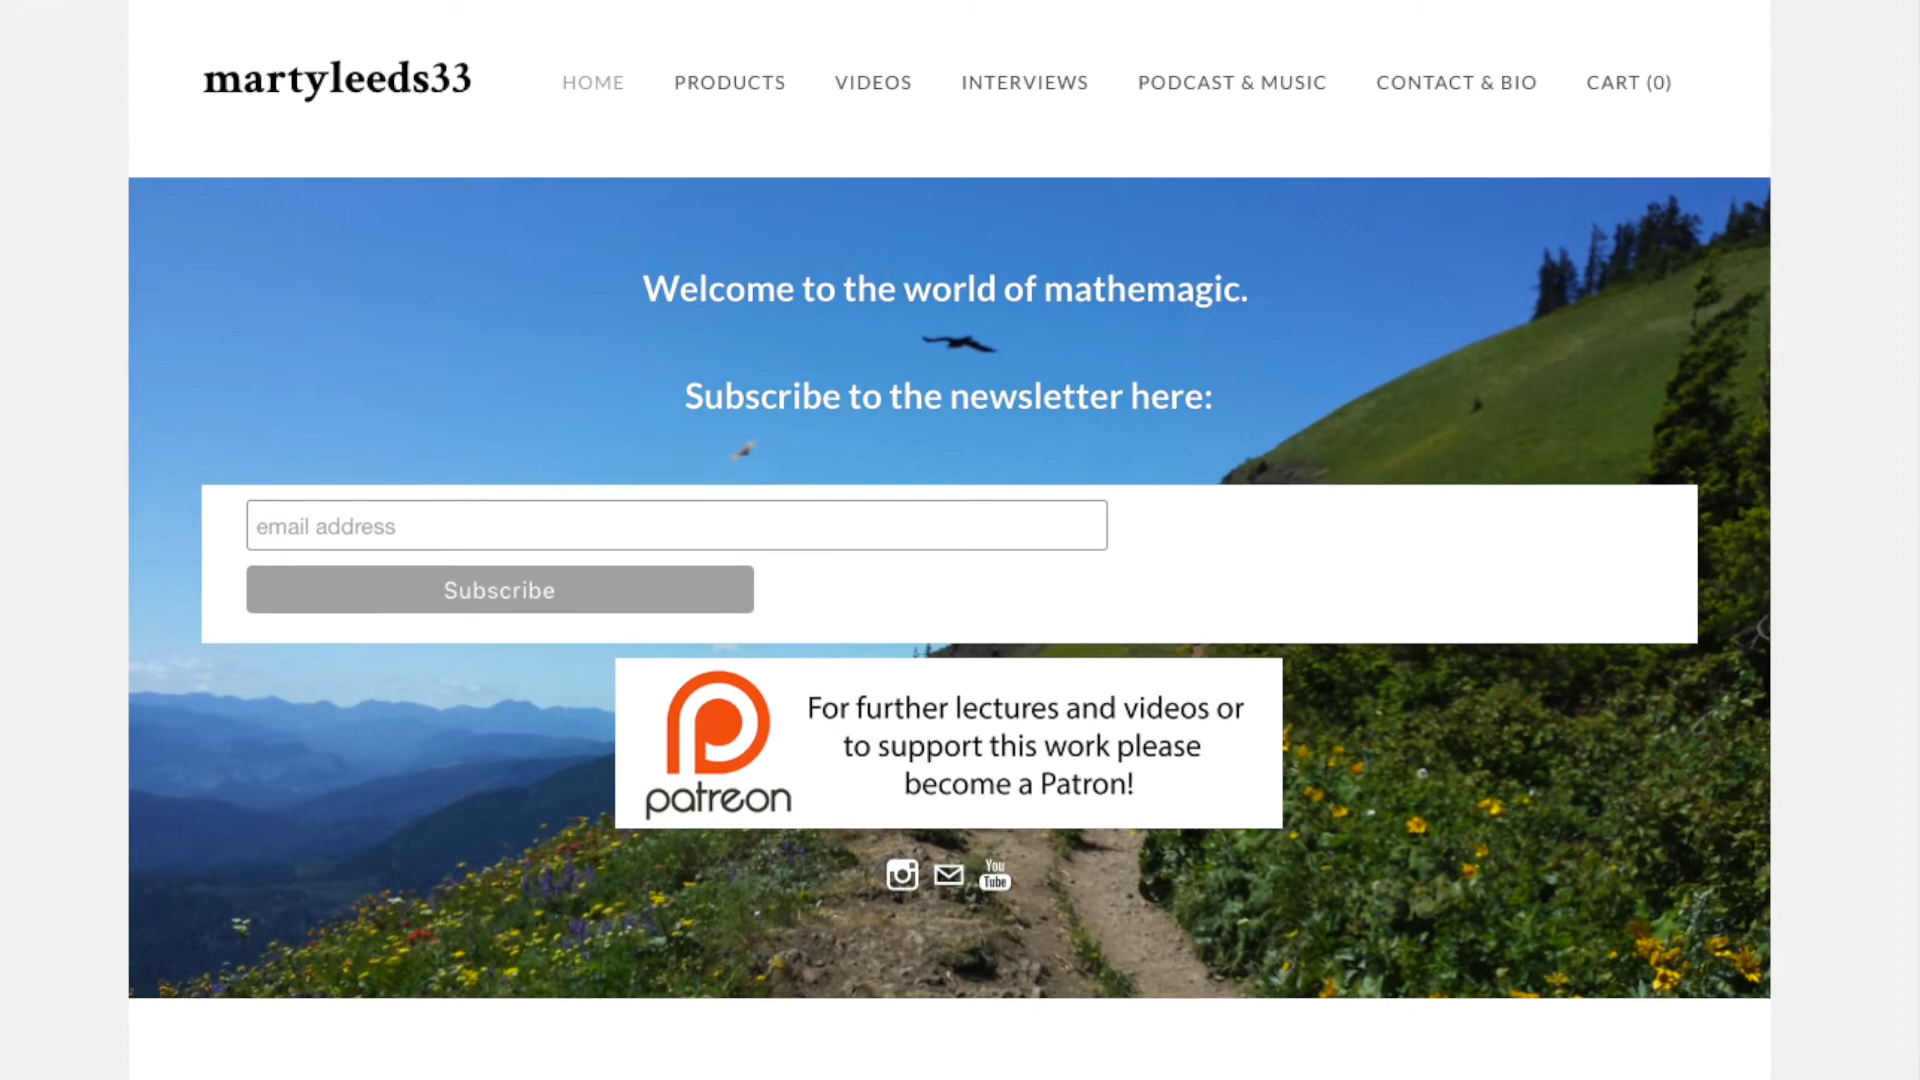 martyleeds33
HOME PRODUCTS VIDEOS INTERVIEWS PODCAST & MUSIC CONTACT & BIO CART (0)
Welcome to the world of mathemagic.
Subscribe to the newsletter here:
email address
Subscribe
patreon
For further lectures and videos or
to support this work please
become a Patron!
You
Tube